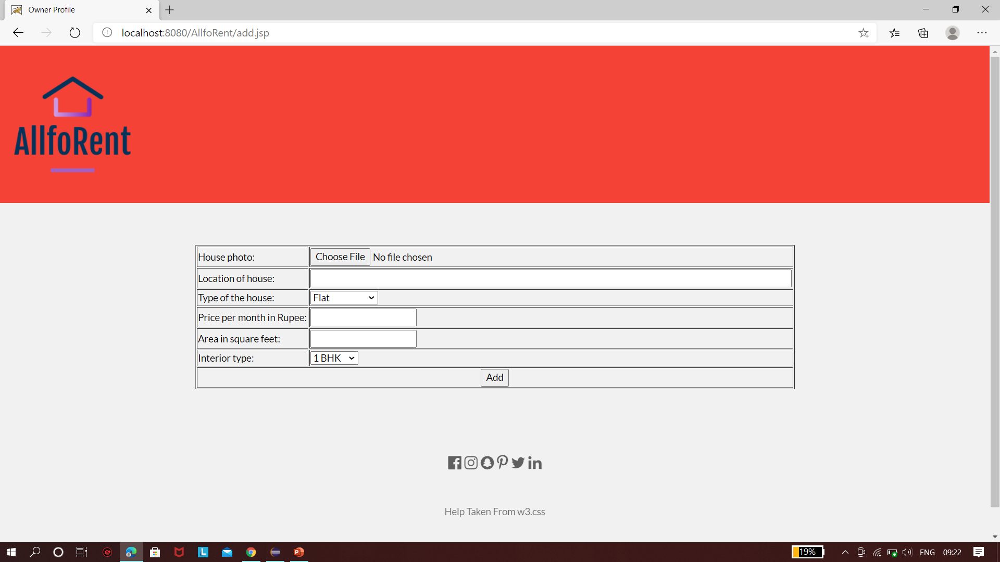 Owner Profile
localhost:8080/AllfoRent/add.jsp
AllfoRent
House photo: Choose File No file chosen
Location of house:
Type of the house: Flat
Price per month in Rupee:
Area in square feet:
Interior type: 1 BHK
Add
Help Taken From w3.css
19% ENG 09:22